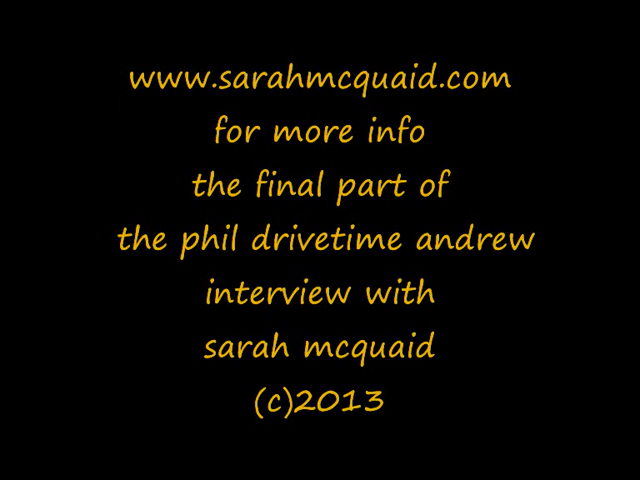 www.sarahmcquaid.com
for more info
the final part of
the phil drivetime andrew
interview with
sarah mcquaid
(c)2013